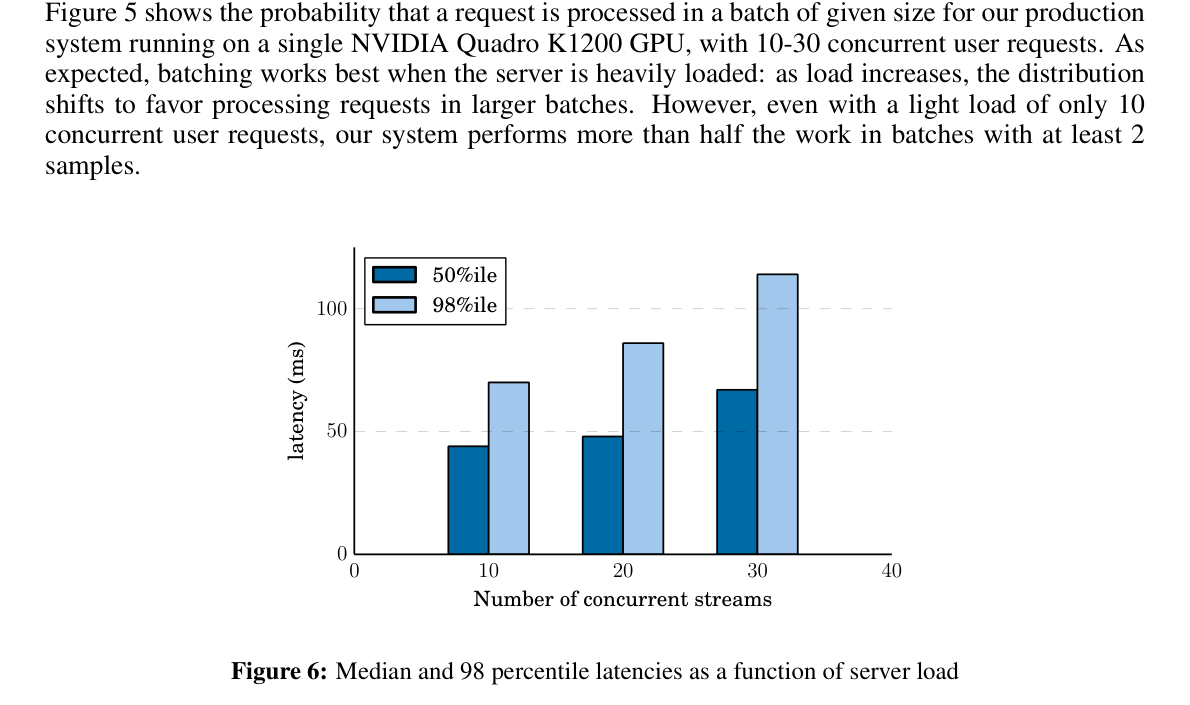 Figure 5 shows the probability that a request is processed in a batch of given size for our production
system running on a single NVIDIA Quadro K1200 GPU, with 10-30 concurrent user requests. As
expected, batching works best when the server is heavily loaded: as load increases, the distribution
shifts to favor processing requests in larger batches. However, even with a light load of only 10
concurrent user requests, our system performs more than half the work in batches with at least 2
samples.
50%ile
98%ile
100
50
0
latency (ms)
0 10 20 30 40
Number of concurrent streams
Figure 6: Median and 98 percentile latencies as a function of server load